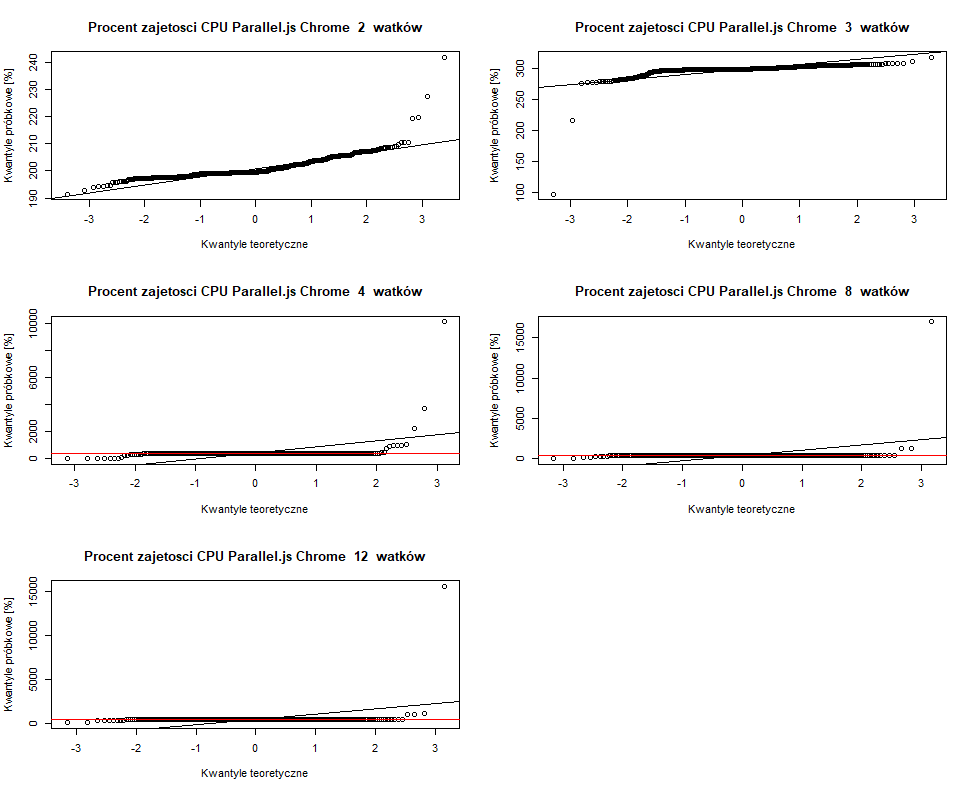 Procent zajetosci CPU Parallel.js Chrome 2 watków
Kwantyle próbkowe [%]
190 200 210 220 230 240
-3 -2 -1 0 1 2 3
Kwantyle teoretyczne
Procent zajetosci CPU Parallel.js Chrome 3 watków
Kwantyle próbkowe [%]
100 150 200 250 300
-3 -2 -1 0 1 2 3
Kwantyle teoretyczne
Procent zajetosci CPU Parallel.js Chrome 4 watków
Kwantyle próbkowe [%]
0 2000 6000 10000
-3 -2 -1 0 1 2 3
Kwantyle teoretyczne
Procent zajetosci CPU Parallel.js Chrome 8 watków
Kwantyle próbkowe [%]
0 5000 10000 15000
-3 -2 -1 0 1 2 3
Kwantyle teoretyczne
Procent zajetosci CPU Parallel.js Chrome 12 watków
Kwantyle próbkowe [%]
0 5000 10000 15000
-3 -2 -1 0 1 2 3
Kwantyle teoretyczne